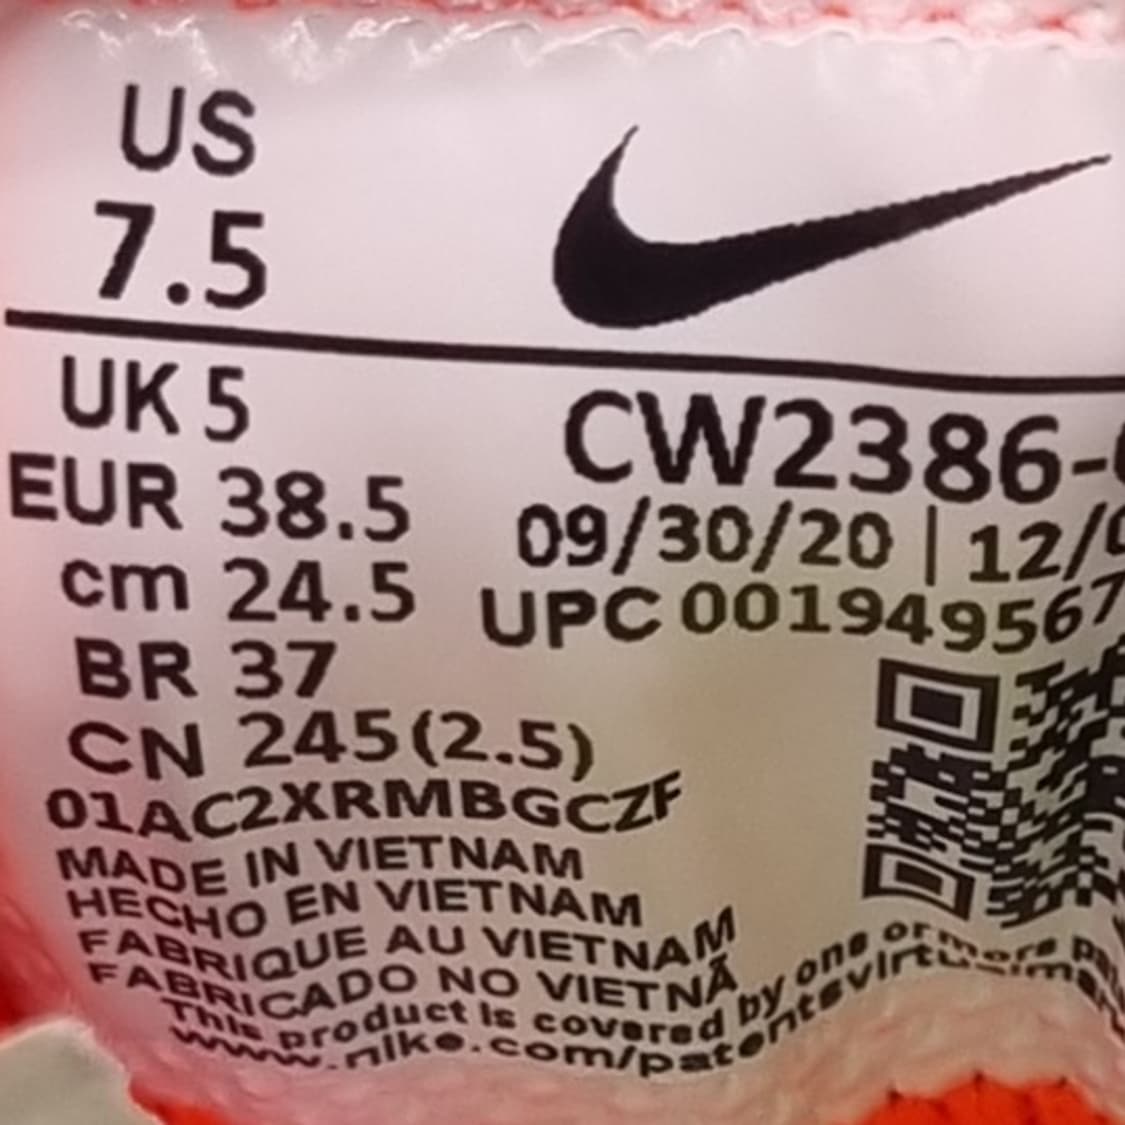 US
7.5
UK 5
EUR 38.5
cm 24.5
BR 37
CN 245(2.5)
CW2386-
09/30/20 | 12/0
UPC 001949567
01AC2XRMBGCZF
MADE IN VIETNAM
HECHO EN VIETNAM
FABRIQUE AU VIETNAM
FABRICADO NO VIETNÃ
This product is covered by one or more
www.nike.com/patents